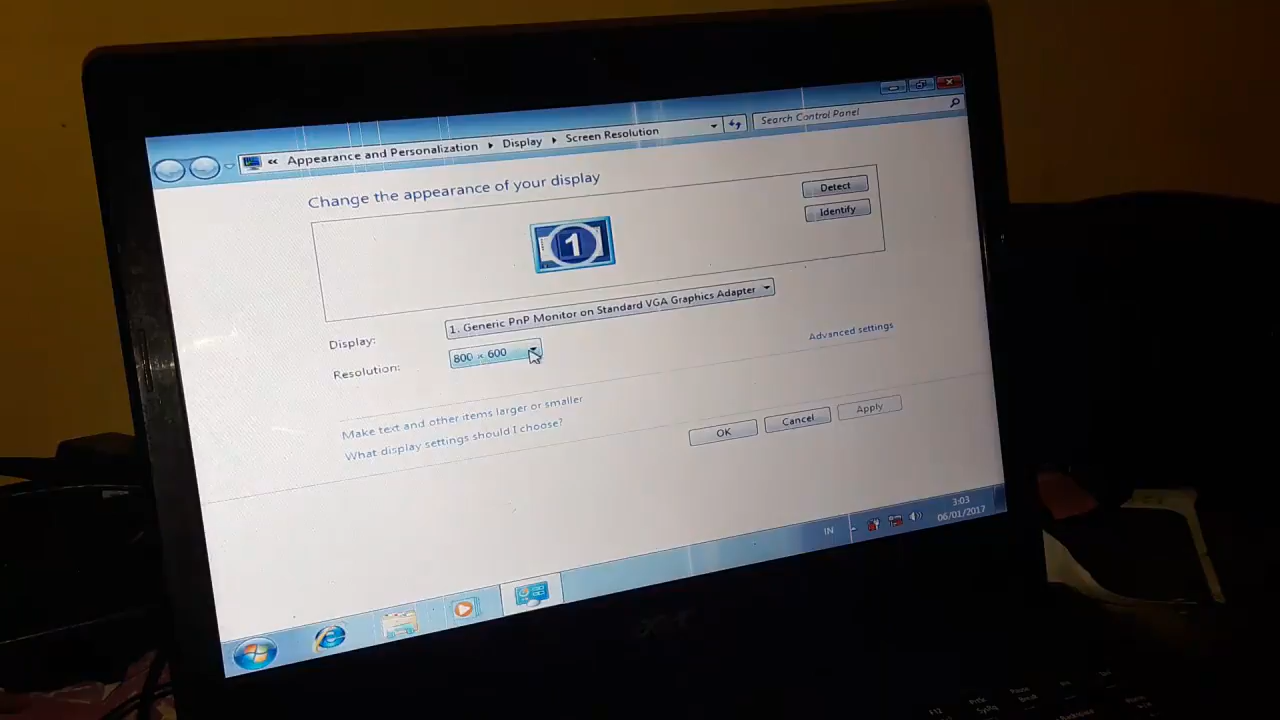 « Appearance and Personalization ▸ Display ▸ Screen Resolution
Search Control Panel
Change the appearance of your display
Detect
Identify
1
Display: 1. Generic PnP Monitor on Standard VGA Graphics Adapter
Resolution: 800 × 600
Advanced settings
Make text and other items larger or smaller
What display settings should I choose?
OK Cancel Apply
IN
3:03
06/01/2017